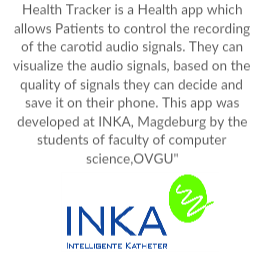 Health Tracker is a Health app which
allows Patients to control the recording
of the carotid audio signals. They can
visualize the audio signals, based on the
quality of signals they can decide and
save it on their phone. This app was
developed at INKA, Magdeburg by the
students of faculty of computer
science,OVGU"
INKA
INTELLIGENTE KATHETER